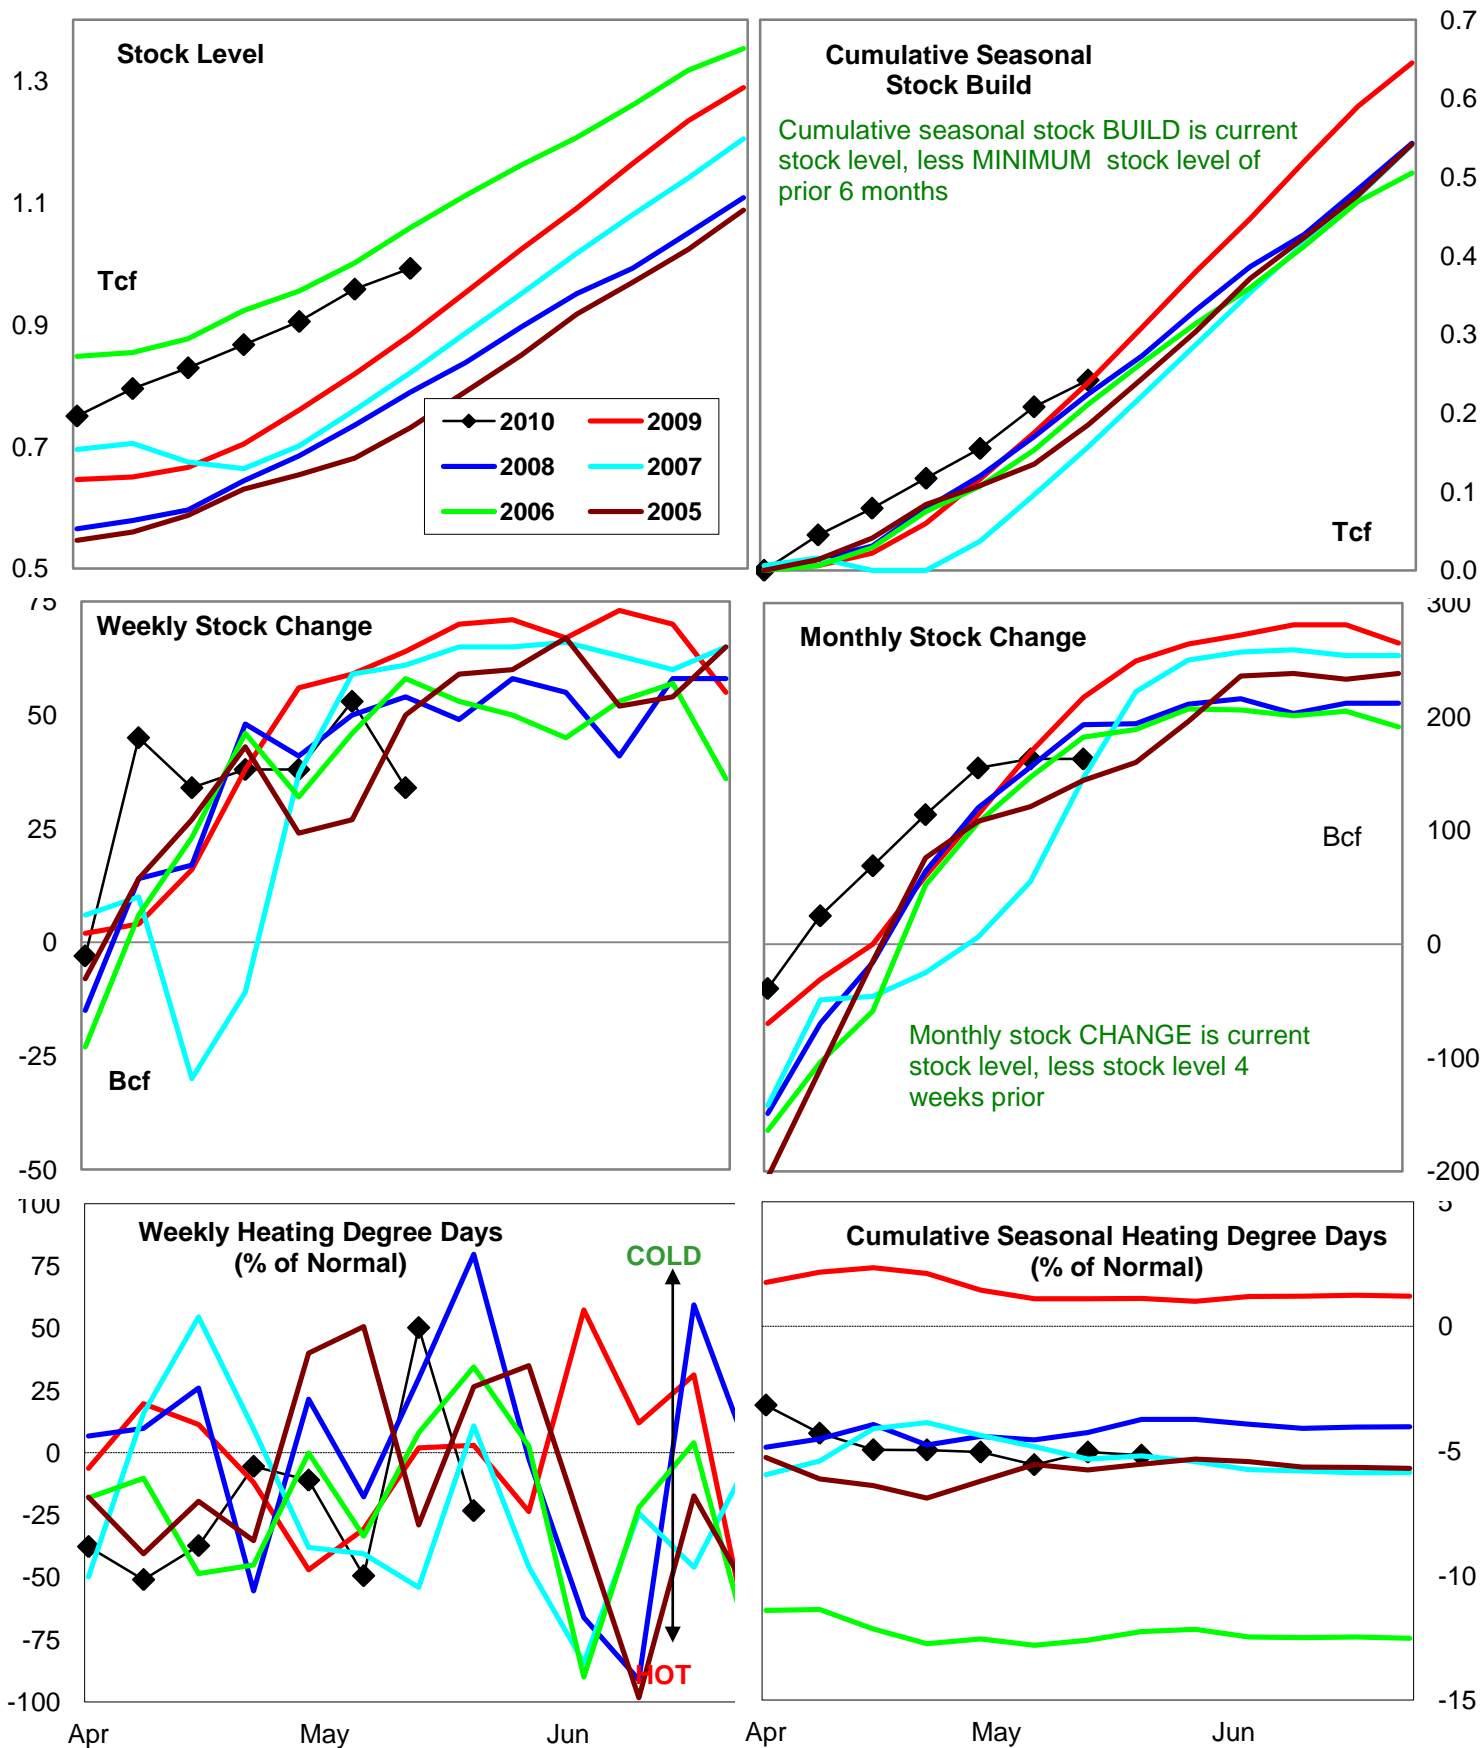 Stock Level
1.3
1.1
Tcf
0.9
0.7
0.5
2010
2009
2008
2007
2006
2005
Cumulative Seasonal
Stock Build
Cumulative seasonal stock BUILD is current
stock level, less MINIMUM stock level of
prior 6 months
Tcf
0.7
0.6
0.5
0.4
0.3
0.2
0.1
0.0
75
Weekly Stock Change
50
25
0
-25
Bcf
-50
Monthly Stock Change
Bcf
Monthly stock CHANGE is current
stock level, less stock level 4
weeks prior
300
200
100
0
-100
-200
100
Weekly Heating Degree Days
(% of Normal)
COLD
75
50
25
0
-25
-50
-75
HOT
-100
Apr
May
Jun
Cumulative Seasonal Heating Degree Days
(% of Normal)
5
0
-5
-10
-15
Apr
May
Jun